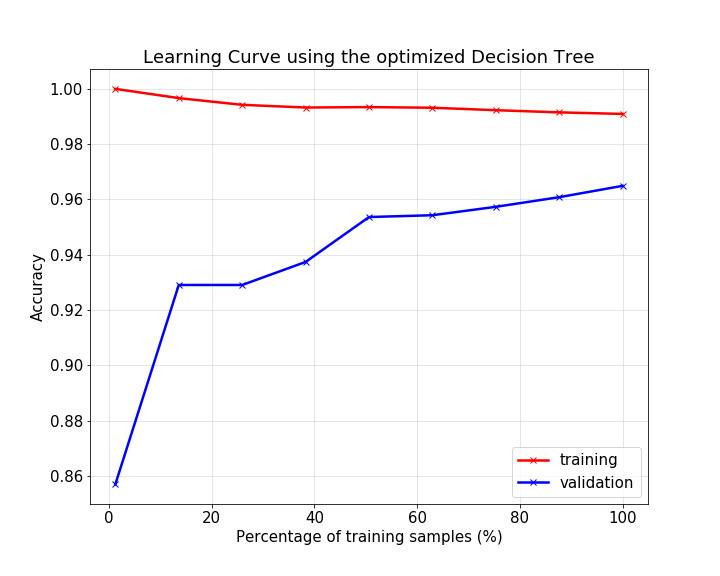 Learning Curve using the optimized Decision Tree
1.00
0.98
0.96
0.94
0.92
0.90
0.88
0.86
Accuracy
0 20 40 60 80 100
Percentage of training samples (%)
training
validation